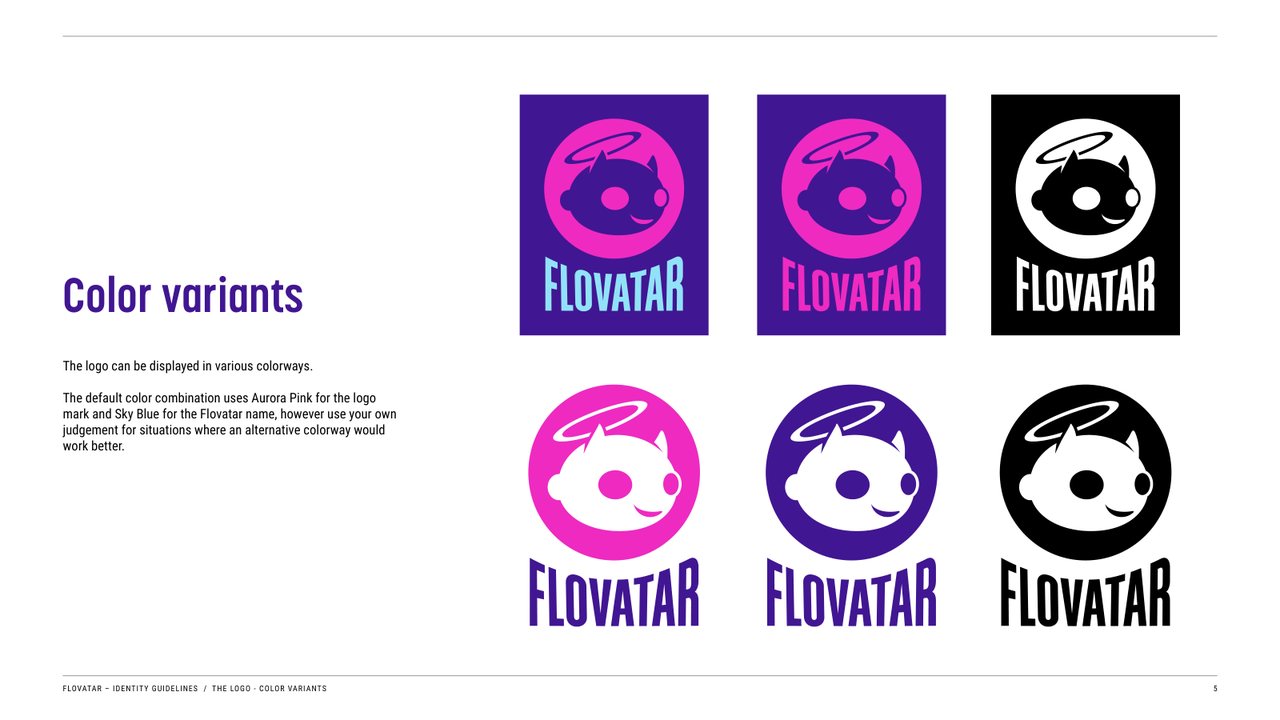 Color variants
The logo can be displayed in various colorways.
The default color combination uses Aurora Pink for the logo
mark and Sky Blue for the Flovatar name, however use your own
judgement for situations where an alternative colorway would
work better.
FLOVATAR
FLOVATAR
FLOVATAR
FLOVATAR
FLOVATAR
FLOVATAR
FLOVATAR – IDENTITY GUIDELINES / THE LOGO - COLOR VARIANTS
5